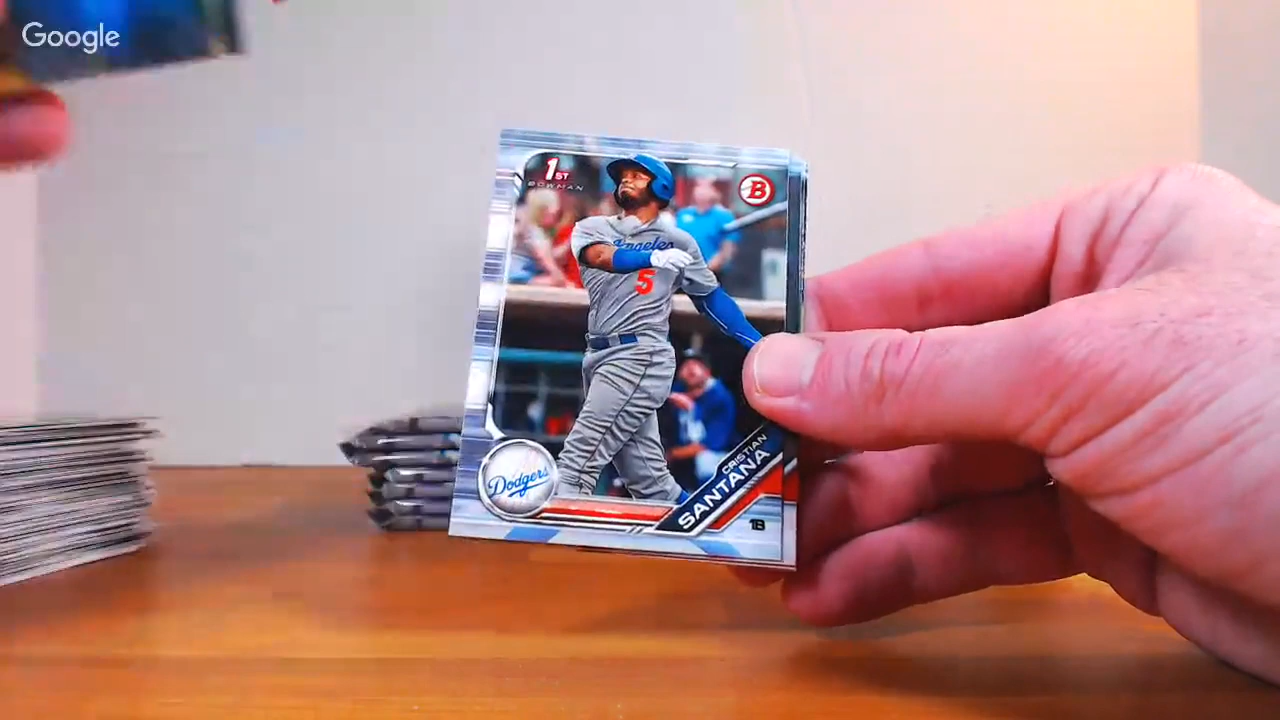 Google
1ST
BOWMAN
B
Angeles
5
Dodgers
CRISTIAN
SANTANA
1B